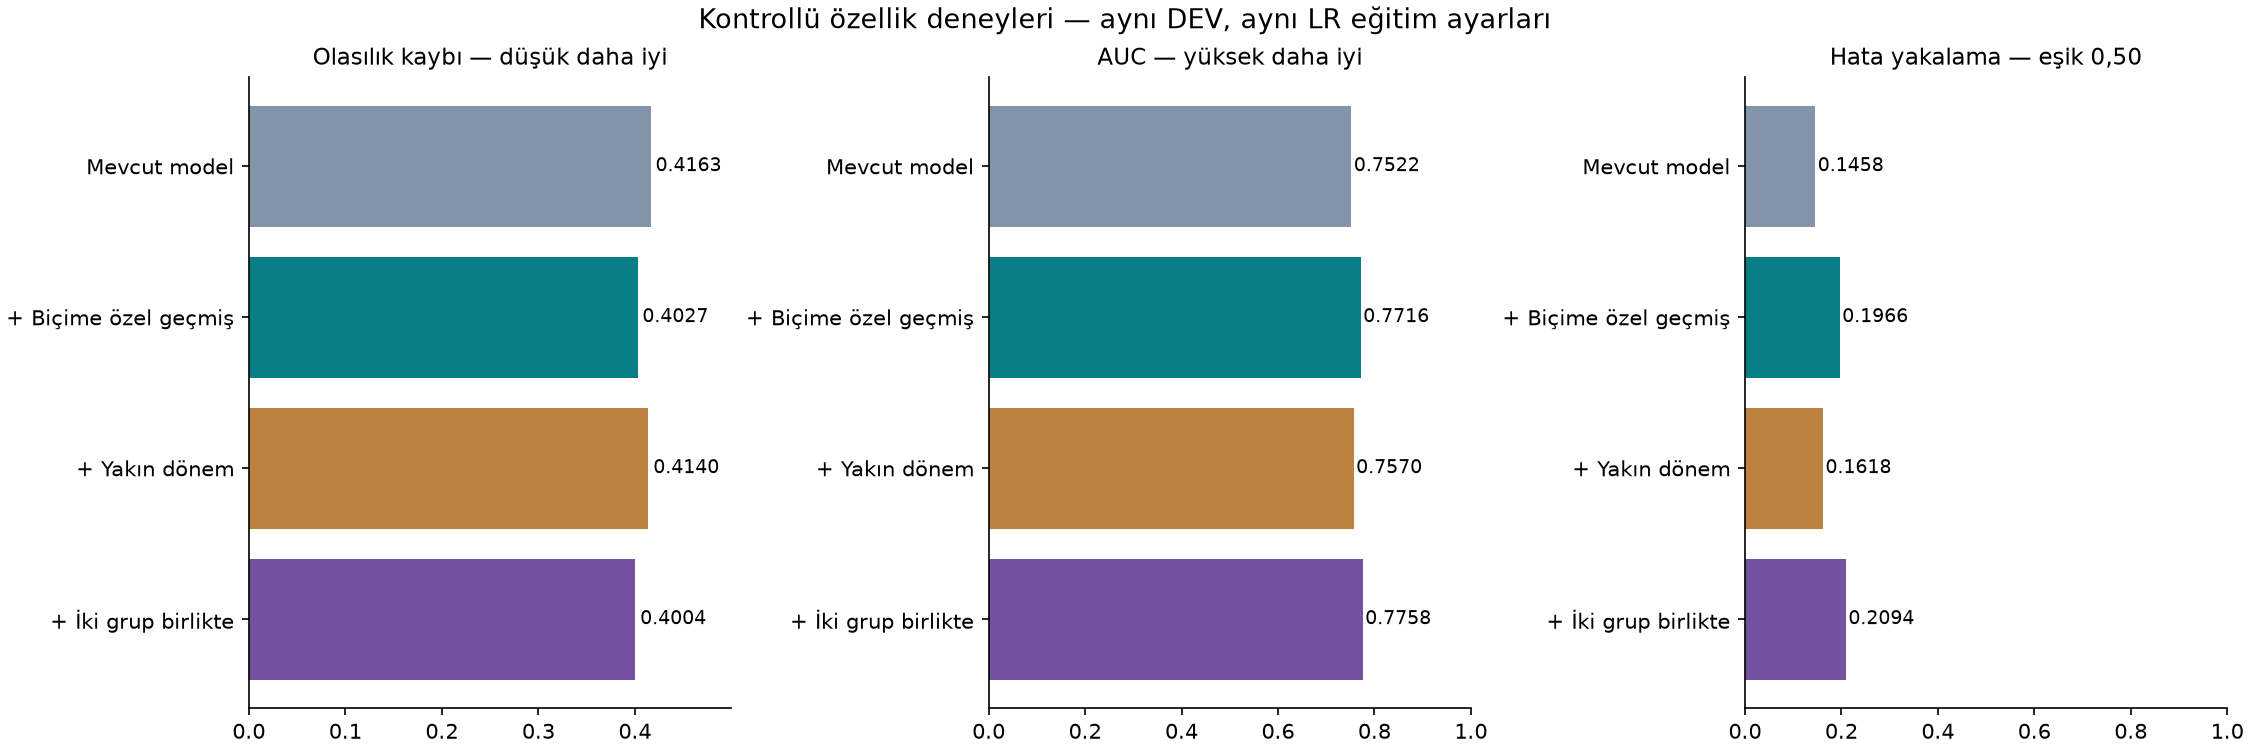 Kontrollü özellik deneyleri — aynı DEV, aynı LR eğitim ayarları
Olasılık kaybı — düşük daha iyi
Mevcut model
0.4163
+ Biçime özel geçmiş
0.4027
+ Yakın dönem
0.4140
+ İki grup birlikte
0.4004
0.0 0.1 0.2 0.3 0.4
AUC — yüksek daha iyi
Mevcut model
0.7522
+ Biçime özel geçmiş
0.7716
+ Yakın dönem
0.7570
+ İki grup birlikte
0.7758
0.0 0.2 0.4 0.6 0.8 1.0
Hata yakalama — eşik 0,50
Mevcut model
0.1458
+ Biçime özel geçmiş
0.1966
+ Yakın dönem
0.1618
+ İki grup birlikte
0.2094
0.0 0.2 0.4 0.6 0.8 1.0